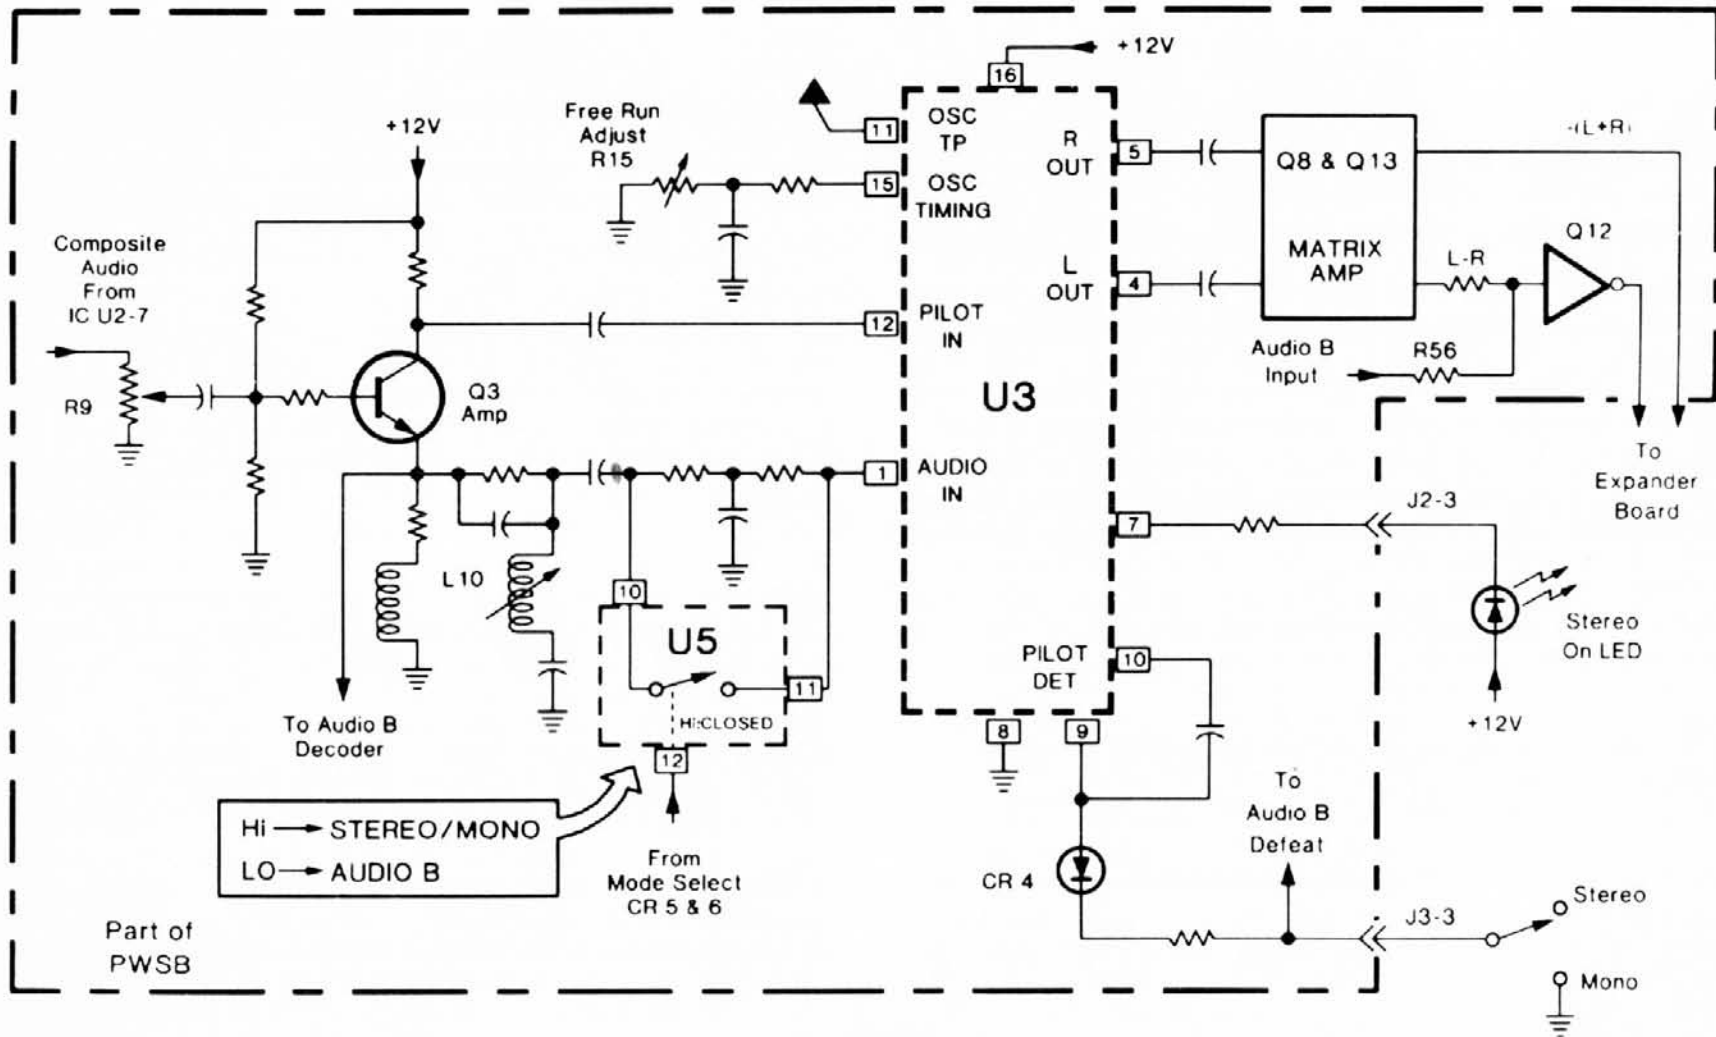 +12V
16
11
OSC
TP
Free Run
Adjust
R15
15
OSC
TIMING
+12V
R
OUT
5
Q8 & Q13
MATRIX
AMP
-(L+R)
Q12
L-R
L
OUT
4
Composite
Audio
From
IC U2-7
12
PILOT
IN
Audio B
Input
R56
R9
Q3
Amp
U3
To
Expander
Board
1
AUDIO
IN
J2-3
7
L10
10
U5
11
Hi:CLOSED
12
Stereo
On LED
+12V
PILOT
DET
10
To Audio B
Decoder
8
9
To
Audio B
Defeat
Hi STEREO/MONO
LO AUDIO B
From
Mode Select
CR 5 & 6
CR 4
J3-3
Stereo
Mono
Part of
PWSB